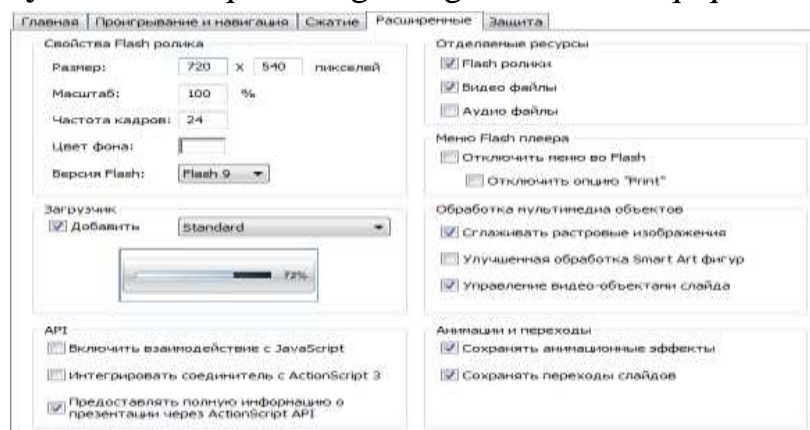 Главная Проигрывание и навигация Сжатие Расширенные Защита
Свойства Flash ролика
Размер: 720 X 540 пикселей
Масштаб: 100 %
Частота кадров: 24
Цвет фона:
Версия Flash: Flash 9
Загрузчик
Добавить Standard
72%
API
Включить взаимодействие с JavaScript
Интегрировать соединитель с ActionScript 3
Предоставлять полную информацию о
презентации через ActionScript API
Отделяемые ресурсы
Flash ролики
Видео файлы
Аудио файлы
Меню Flash плеера
Отключить меню во Flash
Отключить опцию "Print"
Обработка мультимедиа объектов
Сглаживать растровые изображения
Улучшенная обработка Smart Art фигур
Управление видео-объектами слайда
Анимации и переходы
Сохранять анимационные эффекты
Сохранять переходы слайдов